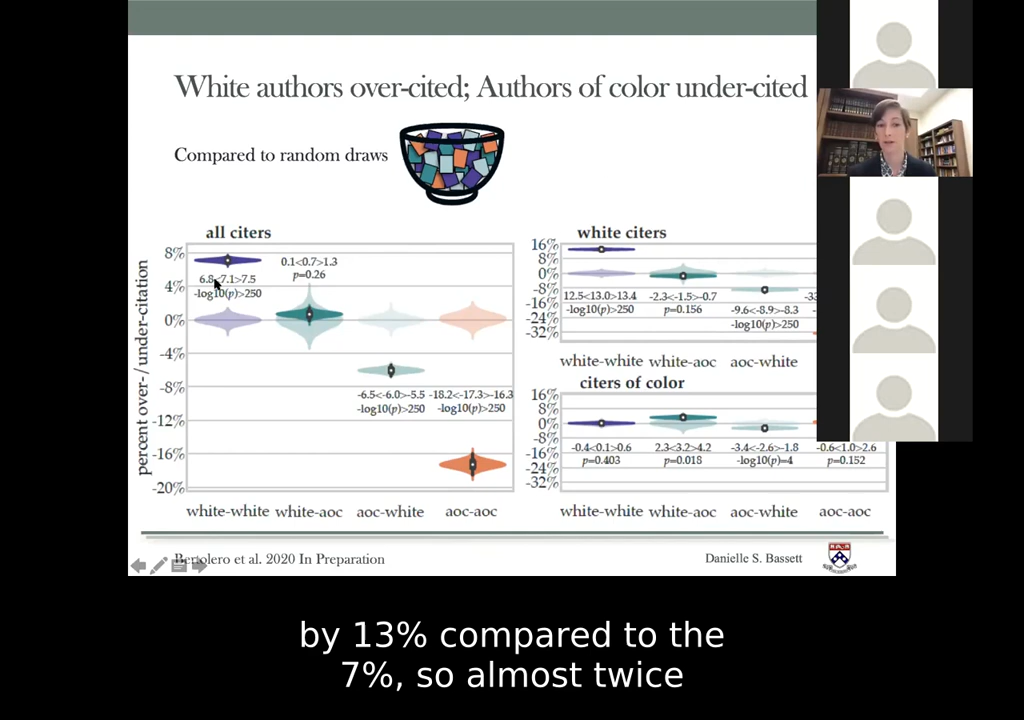 White authors over-cited; Authors of color under-cited
Compared to random draws
all citers
percent over-/ under-citation
8%
4%
0%
-4%
-8%
-12%
-16%
-20%
6.8<7.1>7.5
-log10(p)>250
0.1<0.7>1.3
p=0.26
-6.5<-6.0>-5.5
-log10(p)>250
-18.2<-17.3>-16.3
-log10(p)>250
white-white white-aoc aoc-white aoc-aoc
white citers
16%
8%
0%
-8%
-16%
-24%
-32%
12.5<13.0>13.4
-log10(p)>250
-2.3<-1.5>-0.7
p=0.156
-9.6<-8.9>-8.3
-log10(p)>250
white-white white-aoc aoc-white
citers of color
16%
8%
0%
-8%
-16%
-24%
-32%
-0.4<0.1>0.6
p=0.403
2.3<3.2>4.2
p=0.018
-3.4<-2.6>-1.8
-log10(p)=4
-0.6<1.0>2.6
p=0.152
white-white white-aoc aoc-white aoc-aoc
Bertolero et al. 2020 In Preparation
Danielle S. Bassett
by 13% compared to the
7%, so almost twice